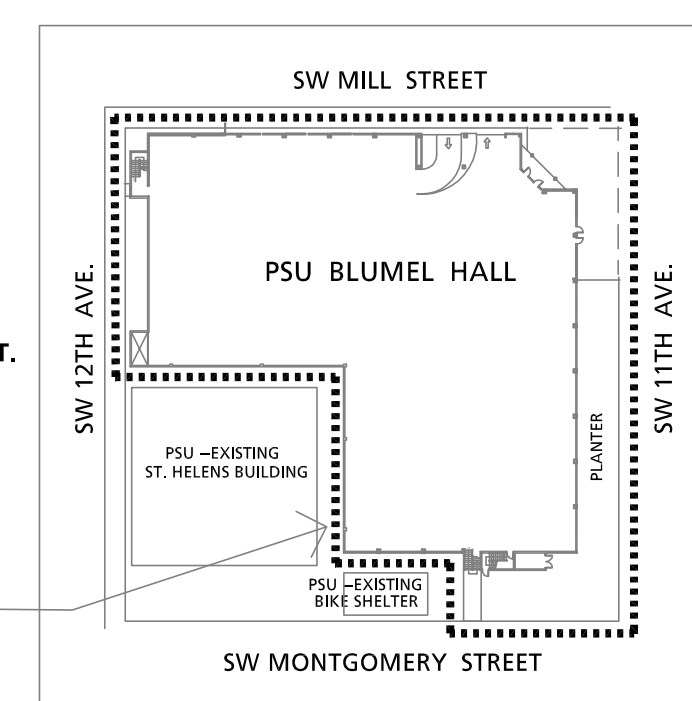 SW MILL STREET
PSU BLUMEL HALL
SW 12TH AVE.
SW 11TH AVE.
T.
PLANTER
PSU –EXISTING
ST. HELENS BUILDING
PSU –EXISTING
BIKE SHELTER
SW MONTGOMERY STREET